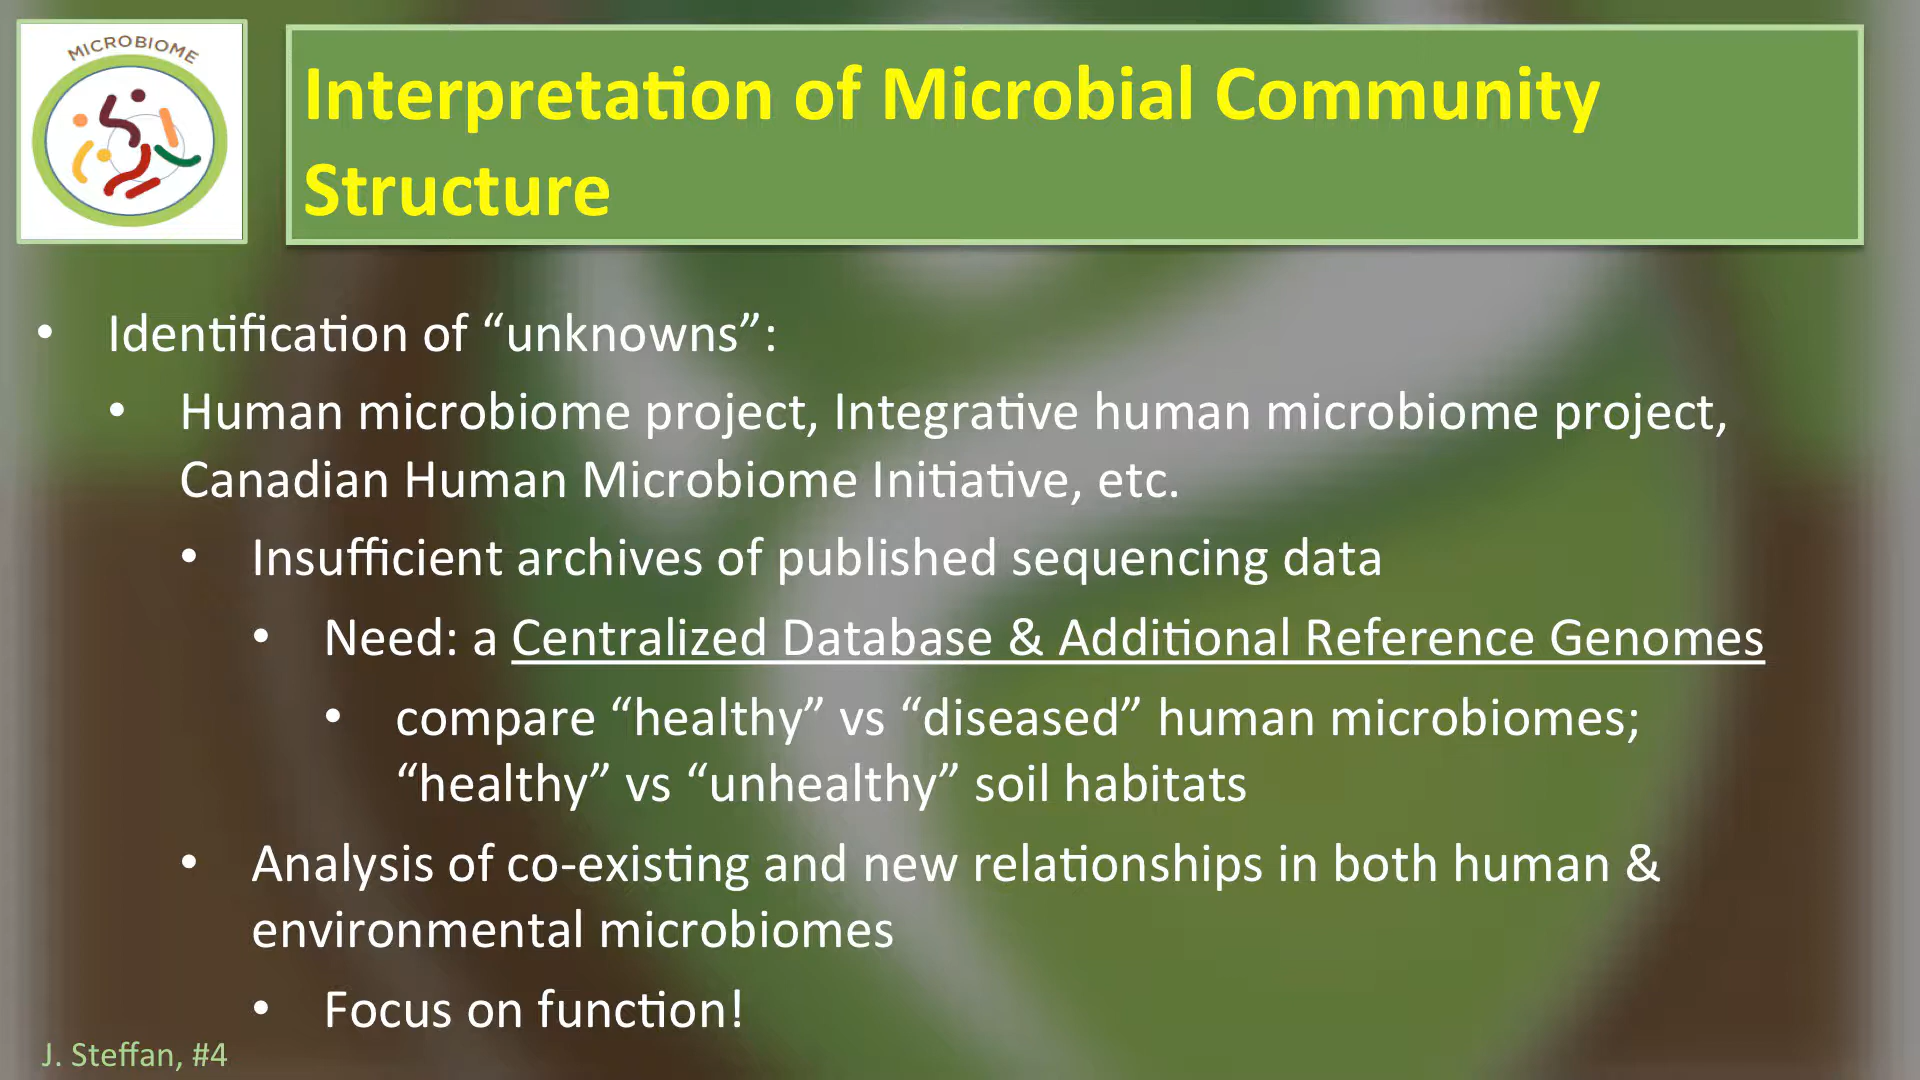 MICROBIOME
Interpretation of Microbial Community
Structure
• Identification of “unknowns”:
• Human microbiome project, Integrative human microbiome project,
Canadian Human Microbiome Initiative, etc.
• Insufficient archives of published sequencing data
• Need: a Centralized Database & Additional Reference Genomes
• compare “healthy” vs “diseased” human microbiomes;
“healthy” vs “unhealthy” soil habitats
• Analysis of co-existing and new relationships in both human &
environmental microbiomes
• Focus on function!
J. Steffan, #4